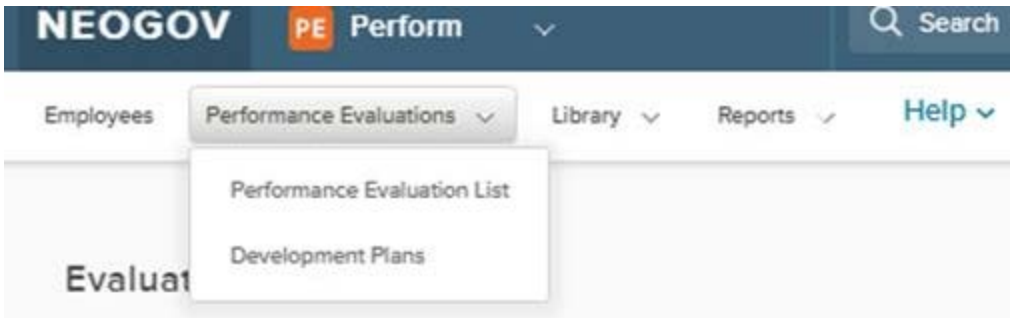 NEOGOV PE Perform Search
Employees Performance Evaluations Library Reports Help
Performance Evaluation List
Development Plans